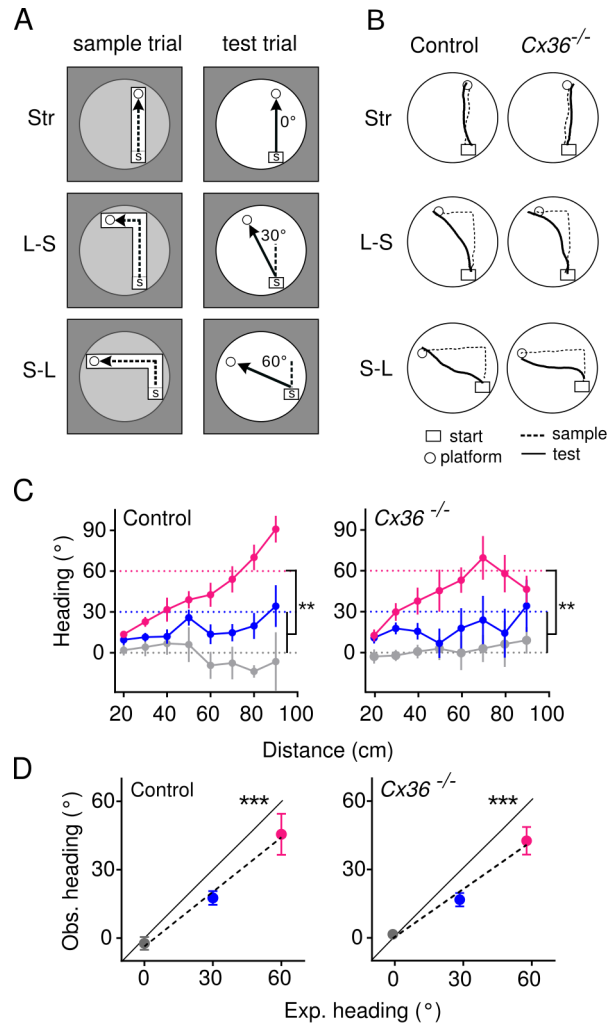 A
B
sample trial
test trial
Control
Cx36-/-
Str
S
S
0°
Str
L-S
S
30°
S
L-S
S-L
S
60°
S
S-L
start
sample
platform
test
C
Control
Cx36 -/-
Heading (°)
90
60
30
0
**
90
60
30
0
**
20
40
60
80
100
20
40
60
80
100
Distance (cm)
D
Control
***
Cx36 -/-
***
Obs. heading (°)
60
30
0
60
30
0
0
30
60
0
30
60
Exp. heading (°)